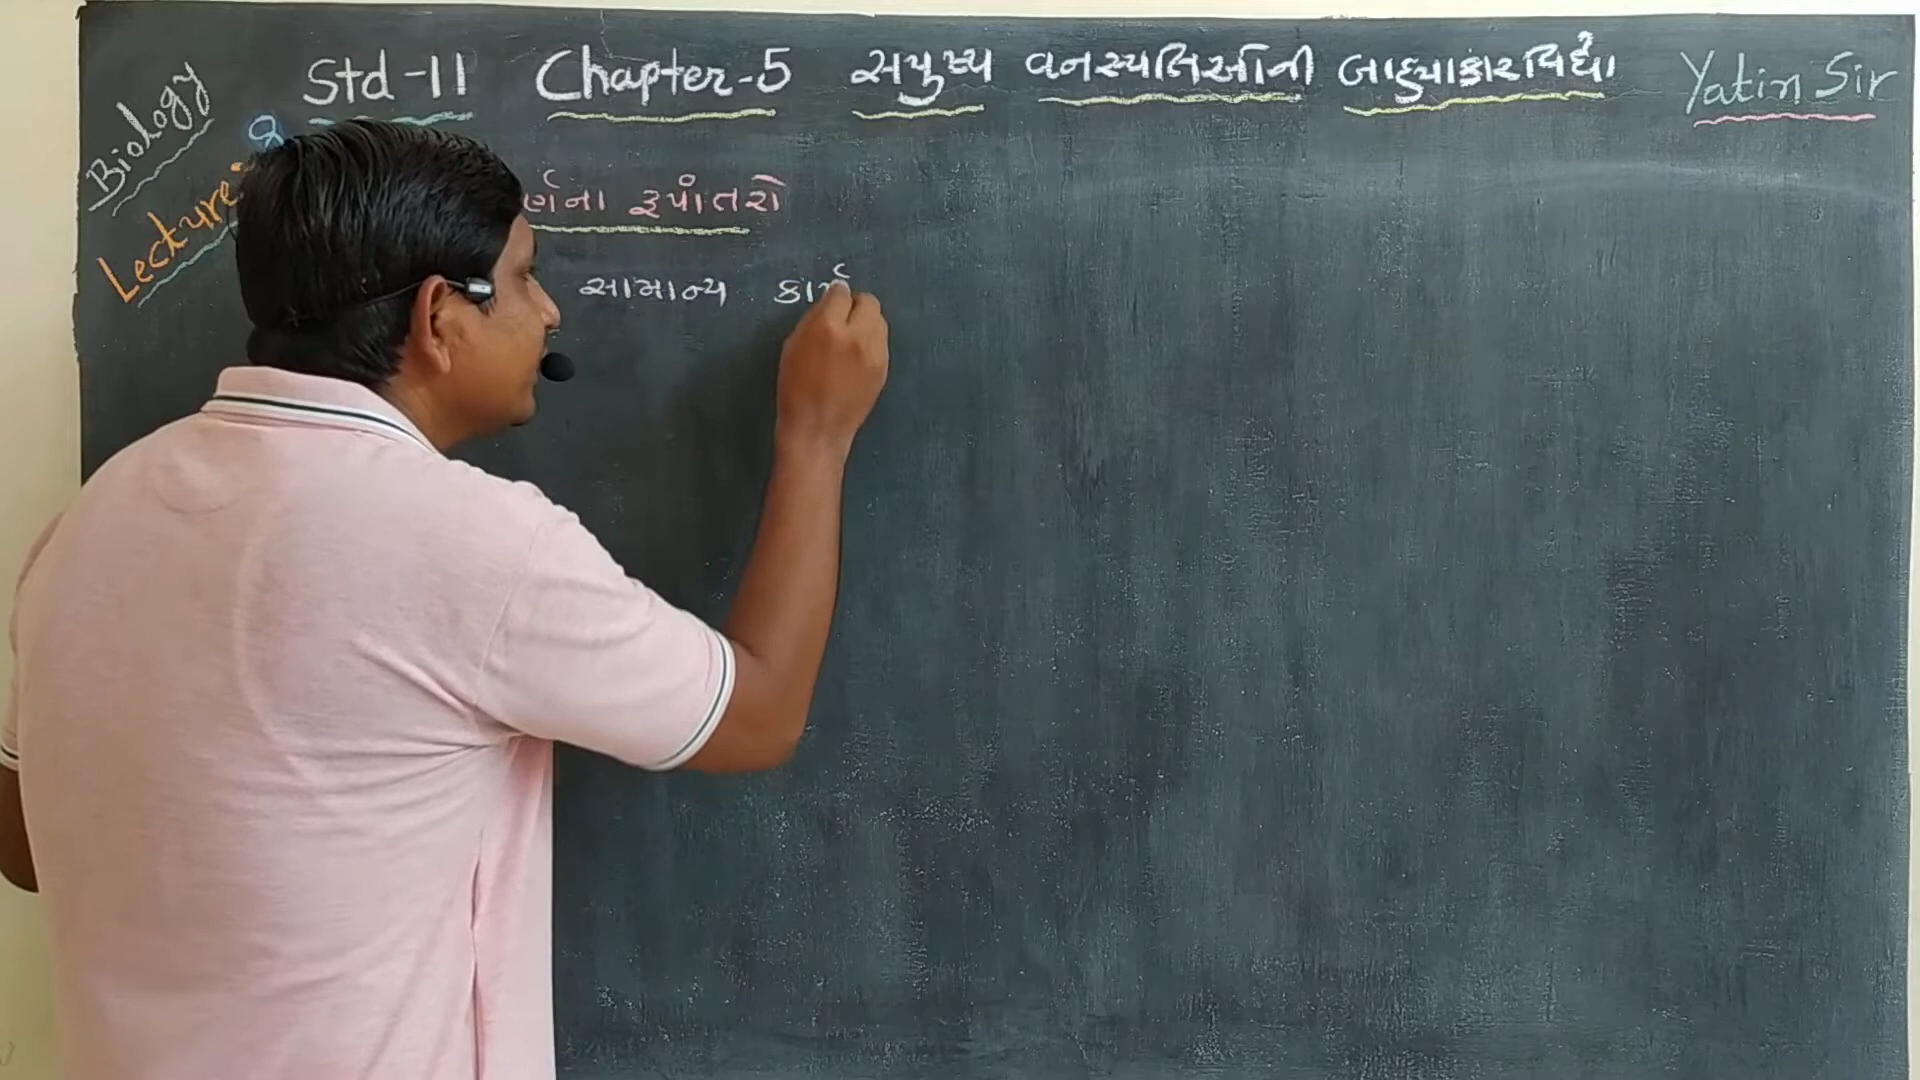 Biology
Std-11 Chapter-5 સપુષ્પ વનસ્પતિઓની બાહ્યાકારવિદ્યા Yatin Sir
Lecture:
ર્ણના રૂપાંતરો
સામાન્ય કાર્ય